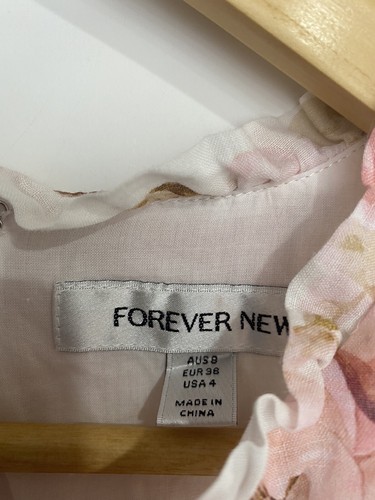 FOREVER NEW
AUS 8
EUR 36
USA 4
MADE IN
CHINA